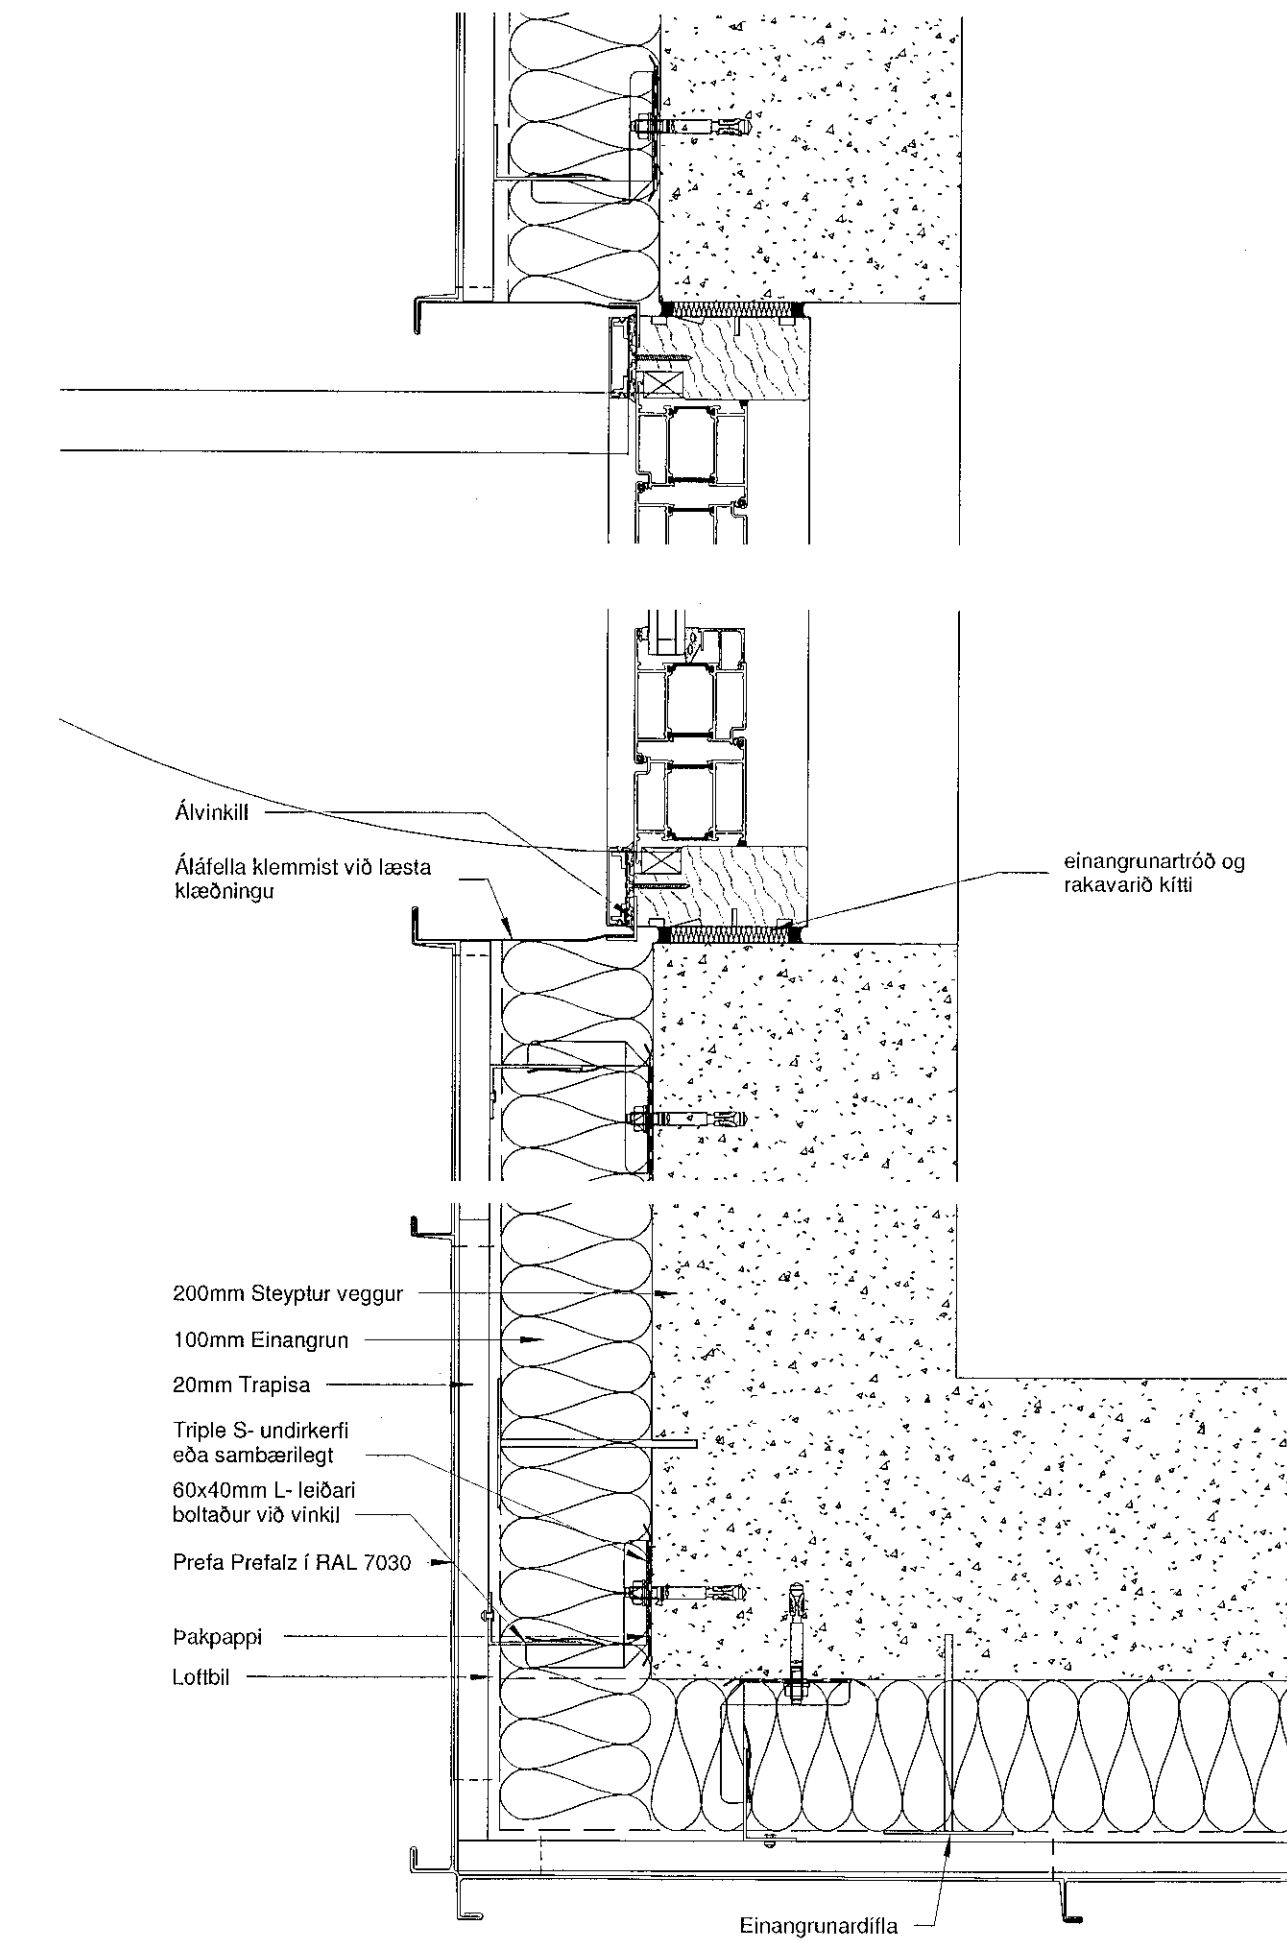 Álvinkill
Áláfella klemmist við læsta
klæðningu
einangrunartróð og
rakavarið kítti
200mm Steyptur veggur
100mm Einangrun
20mm Trapisa
Triple S- undirkerfi
eða sambærilegt
60x40mm L- leiðari
boltaður við vinkil
Prefa Prefalz í RAL 7030
Þakpappi
Loftbil
Einangrunardífla